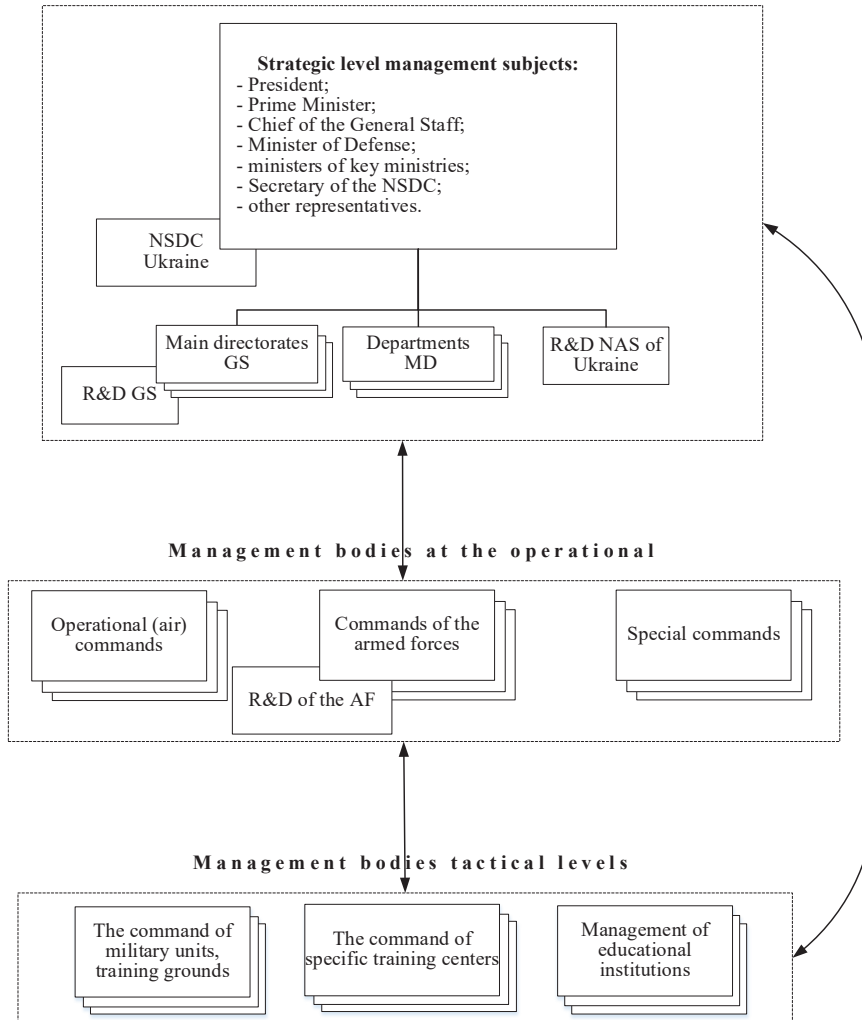 Strategic level management subjects:
- President;
- Prime Minister;
- Chief of the General Staff;
- Minister of Defense;
- ministers of key ministries;
- Secretary of the NSDC;
- other representatives.
NSDC
Ukraine
Main directorates
GS
Departments
MD
R&D NAS of
Ukraine
R&D GS
Management bodies at the operational
Operational (air)
commands
Commands of the
armed forces
Special commands
R&D of the AF
Management bodies tactical levels
The command of
military units,
training grounds
The command of
specific training centers
Management of
educational
institutions